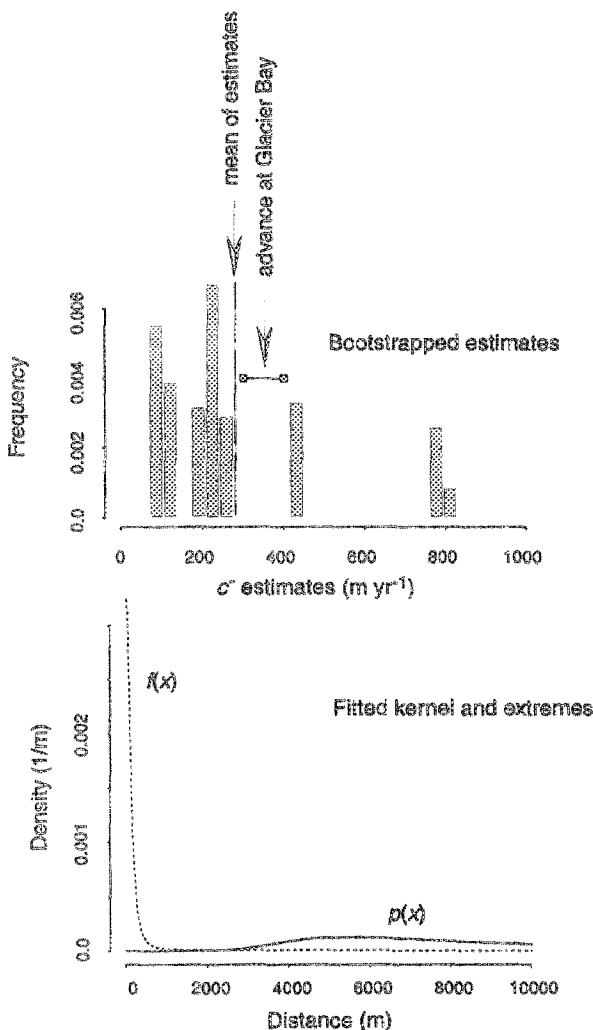 mean of estimates
advance at Glacier Bay
Bootstrapped estimates
Frequency
0.006
0.004
0.002
0.0
0
200
400
600
800
1000
c* estimates (m yr⁻¹)
f(x)
Fitted kernel and extremes
Density (1/m)
0.002
0.001
0.0
p(x)
0
2000
4000
6000
8000
10000
Distance (m)